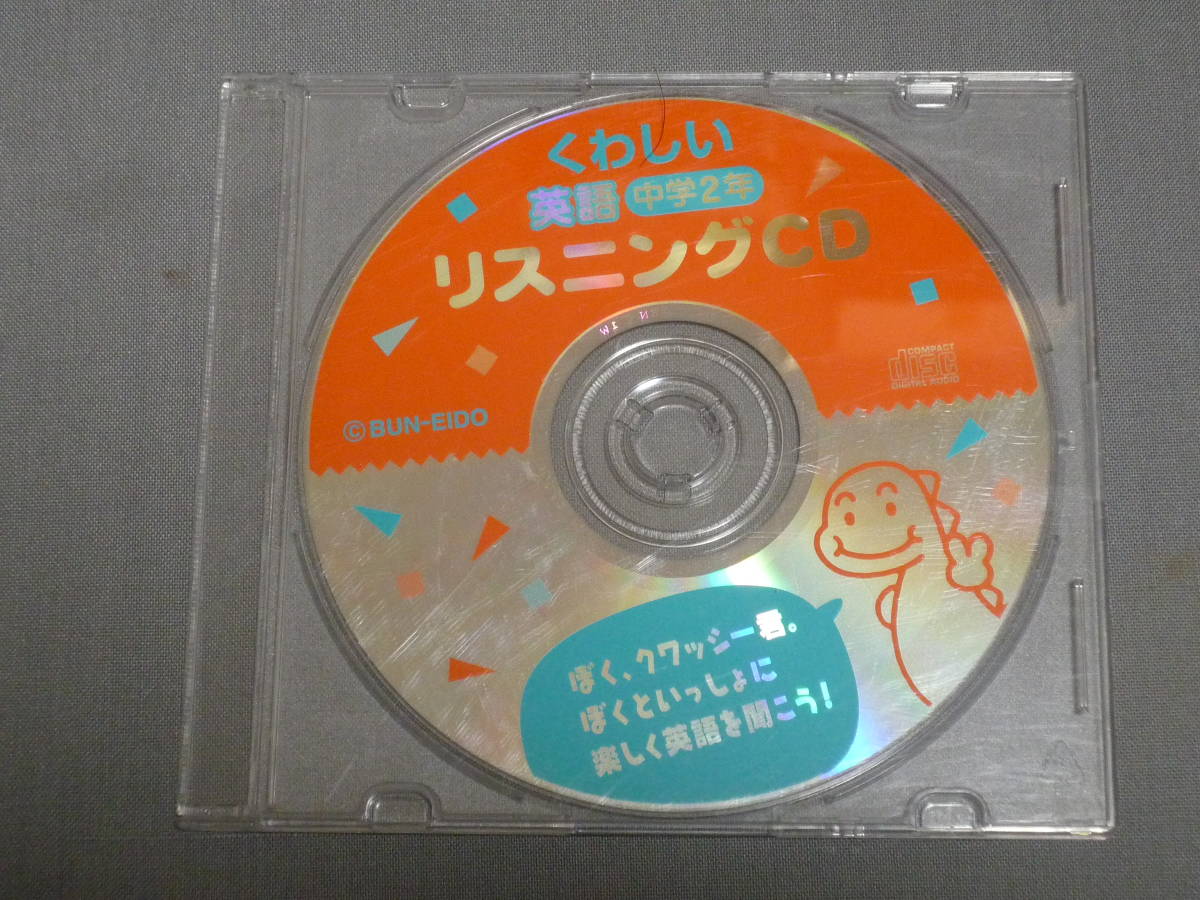 くわしい
英語 中学2年
リスニングCD
COMPACT
disc
DIGITAL AUDIO
©BUN-EIDO
ぼく、クワッシー君。
ぼくといっしょに
楽しく英語を聞こう!